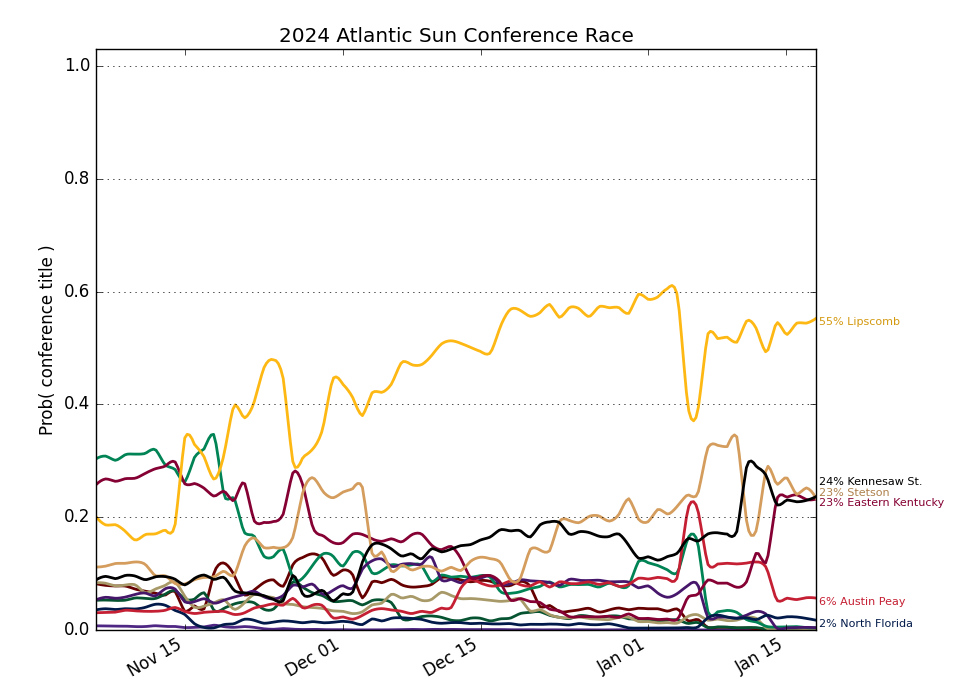 2024 Atlantic Sun Conference Race
Prob( conference title )
1.0
0.8
0.6
0.4
0.2
0.0
55% Lipscomb
24% Kennesaw St.
23% Stetson
23% Eastern Kentucky
6% Austin Peay
2% North Florida
Nov 15
Dec 01
Dec 15
Jan 01
Jan 15